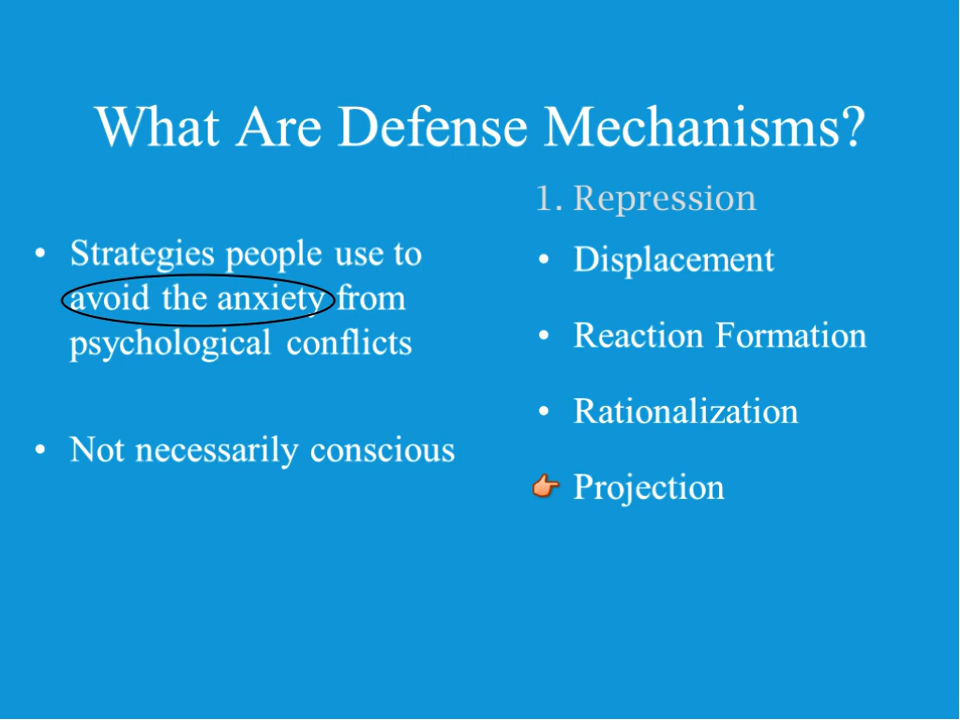 What Are Defense Mechanisms?
• Strategies people use to
avoid the anxiety from
psychological conflicts
• Not necessarily conscious
1. Repression
• Displacement
• Reaction Formation
• Rationalization
Projection